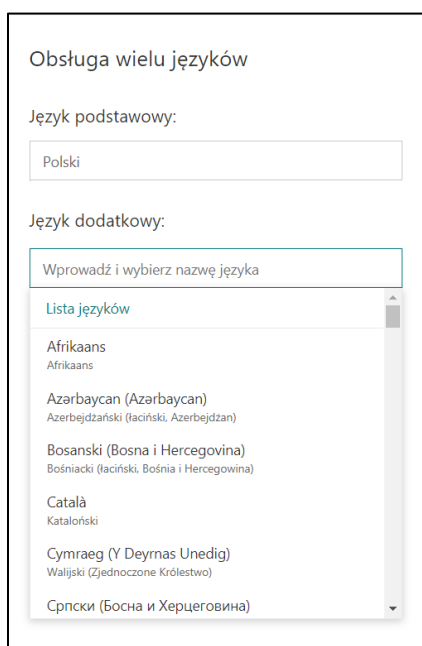 Obsługa wielu języków
Język podstawowy:
Polski
Język dodatkowy:
Wprowadź i wybierz nazwę języka
Lista języków
Afrikaans
Afrikaans
Azərbaycan (Azərbaycan)
Azerbejdżański (łaciński, Azerbejdżan)
Bosanski (Bosna i Hercegovina)
Bośniacki (łaciński, Bośnia i Hercegowina)
Català
Kataloński
Cymraeg (Y Deyrnas Unedig)
Walijski (Zjednoczone Królestwo)
Српски (Босна и Херцеговина)